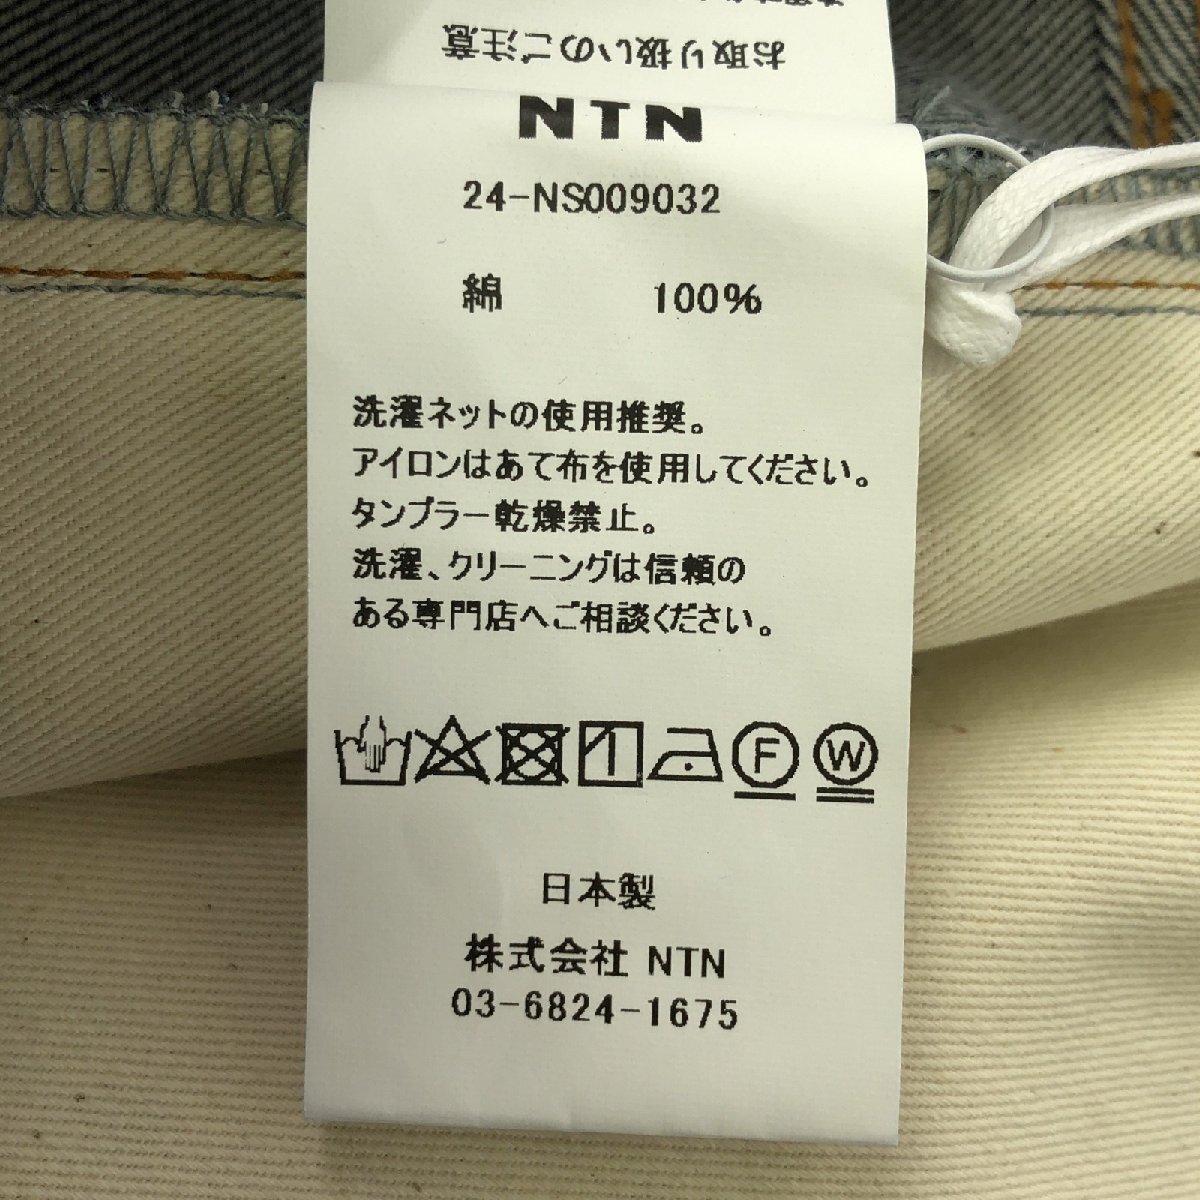 お取り扱いのご注意
NTN
24-NS009032
綿 100%
洗濯ネットの使用推奨。
アイロンはあて布を使用してください。
タンブラー乾燥禁止。
洗濯、クリーニングは信頼の
ある専門店へご相談ください。
F W
日本製
株式会社 NTN
03-6824-1675